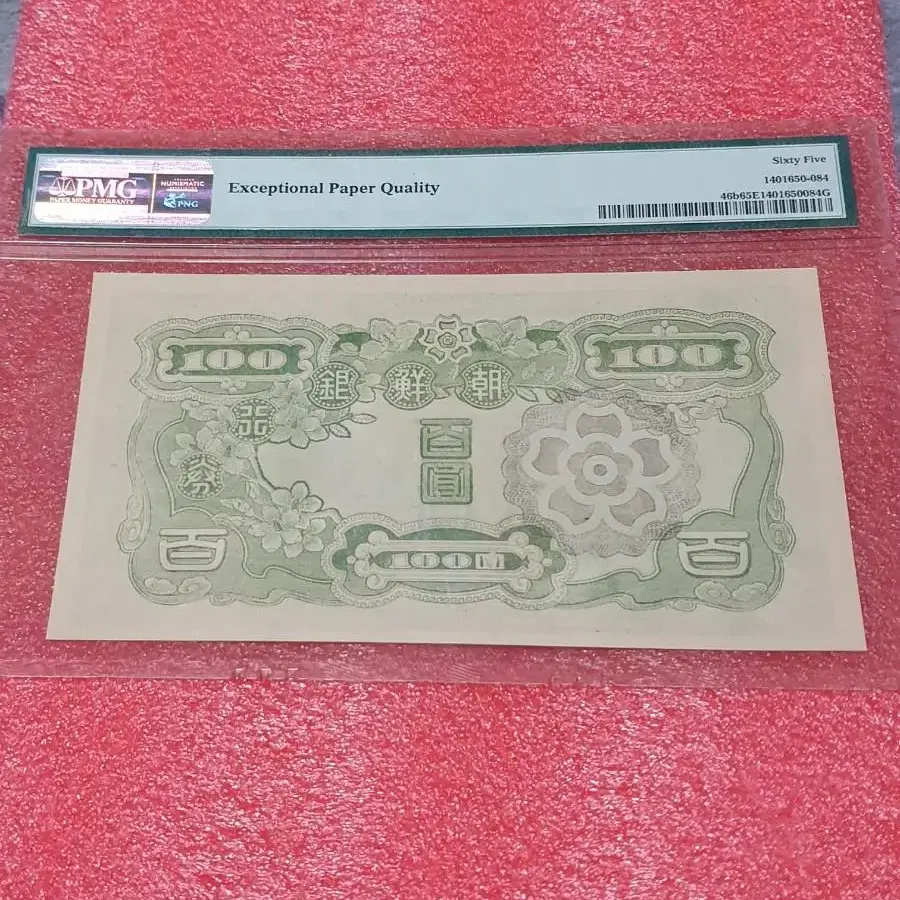 PMG
PAPER MONEY GUARANTY
NUMISMATIC
PNG
Exceptional Paper Quality
Sixty Five
1401650-084
46b65E1401650084G
100
100
朝鮮銀行券
百圓
百
百
100圓